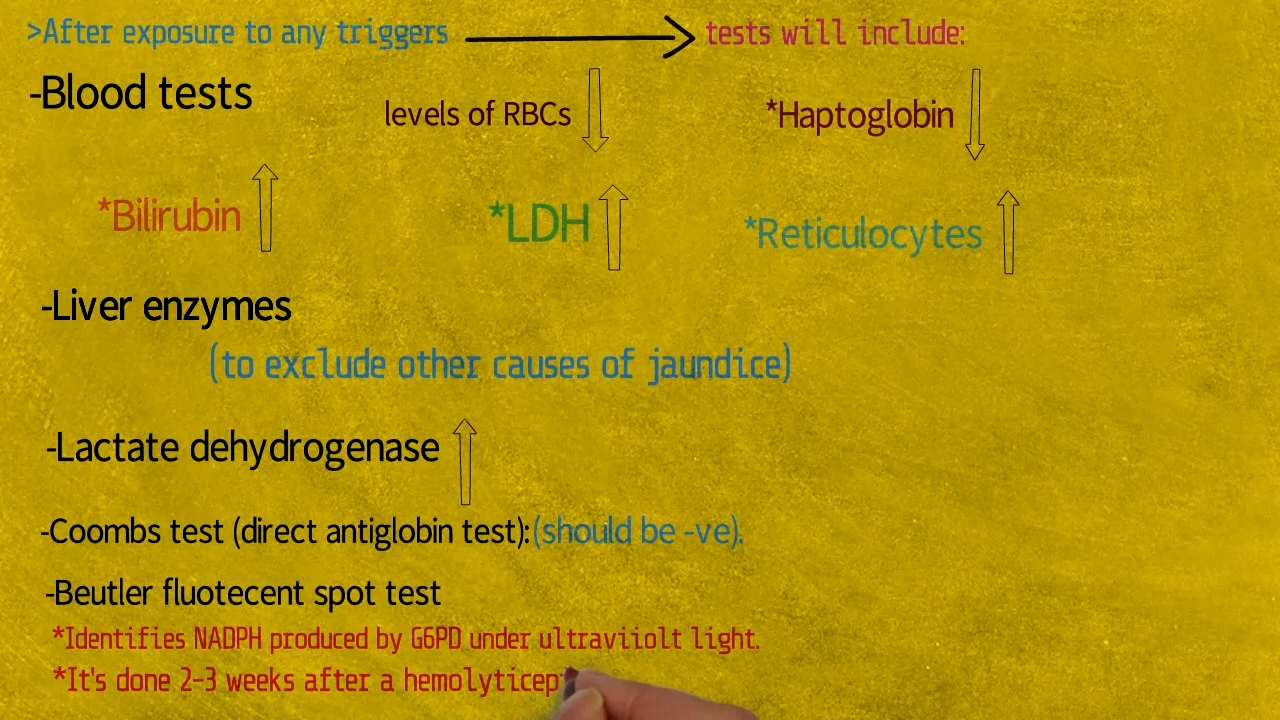 >After exposure to any triggers
tests will include:
-Blood tests
levels of RBCs
*Haptoglobin
*Bilirubin
*LDH
*Reticulocytes
-Liver enzymes
(to exclude other causes of jaundice)
-Lactate dehydrogenase
-Coombs test (direct antiglobin test):(should be -ve).
-Beutler fluotecent spot test
*Identifies NADPH produced by G6PD under ultraviiolt light.
*It's done 2-3 weeks after a hemolyticep